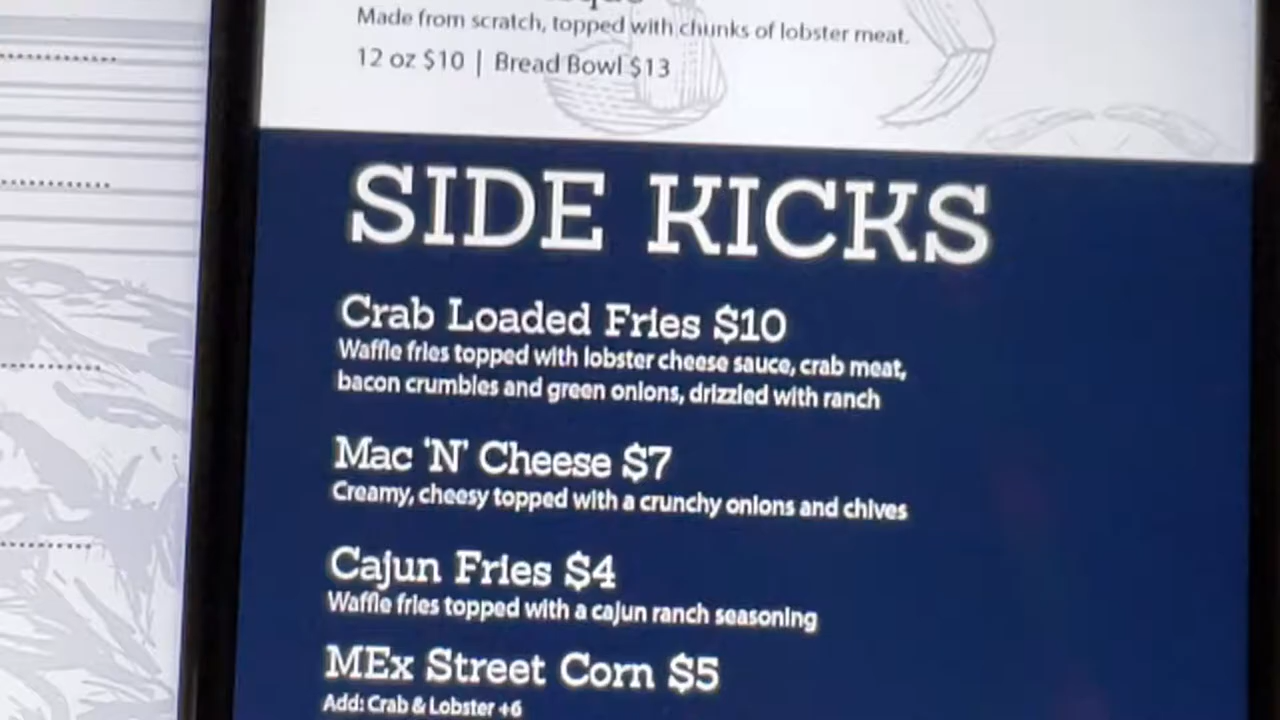 Made from scratch, topped with chunks of lobster meat.
12 oz $10 | Bread Bowl $13
SIDE KICKS
Crab Loaded Fries $10
Waffle fries topped with lobster cheese sauce, crab meat,
bacon crumbles and green onions, drizzled with ranch
Mac 'N' Cheese $7
Creamy, cheesy topped with a crunchy onions and chives
Cajun Fries $4
Waffle fries topped with a cajun ranch seasoning
MEx Street Corn $5
Add: Crab & Lobster +6